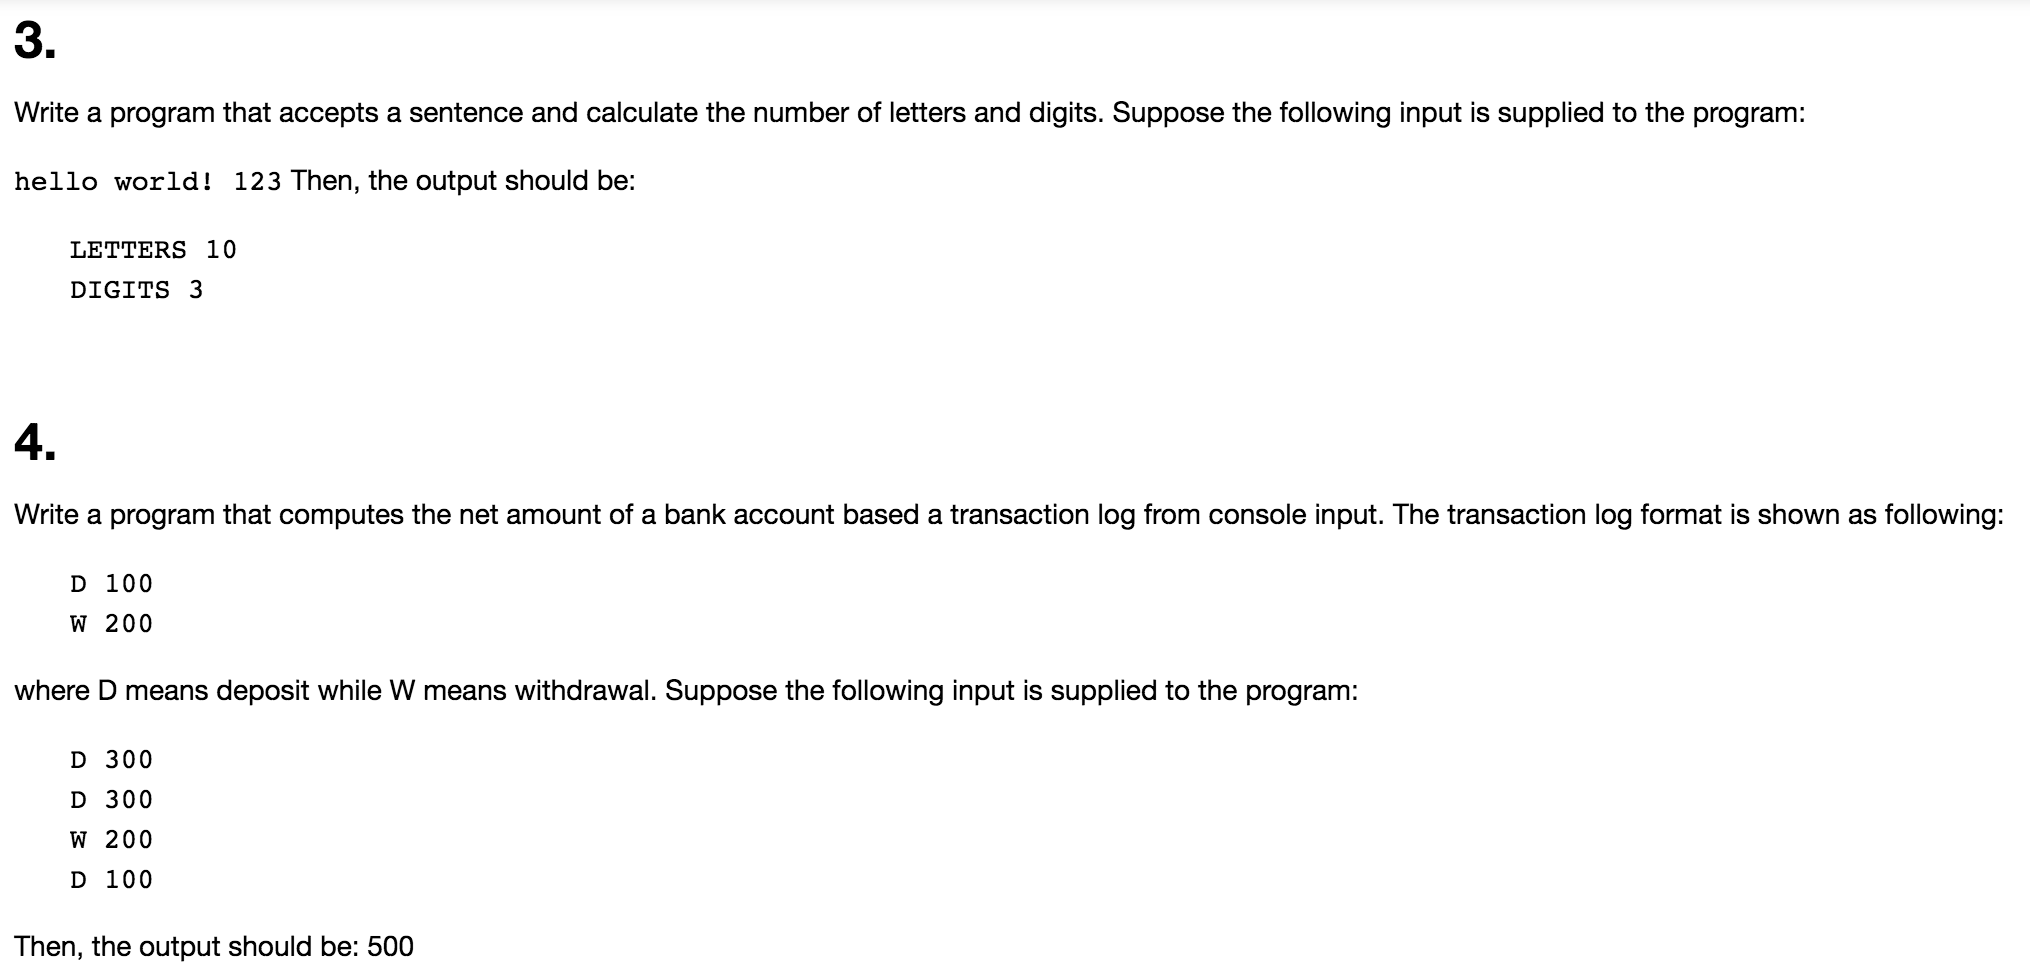 3.
Write a program that accepts a sentence and calculate the number of letters and digits. Suppose the following input is supplied to the program:
hello world! 123 Then, the output should be:
LETTERS 10
DIGITS 3
4.
Write a program that computes the net amount of a bank account based a transaction log from console input. The transaction log format is shown as following:
D 100
W 200
where D means deposit while W means withdrawal. Suppose the following input is supplied to the program:
D 300
D 300
W 200
D 100
Then, the output should be: 500